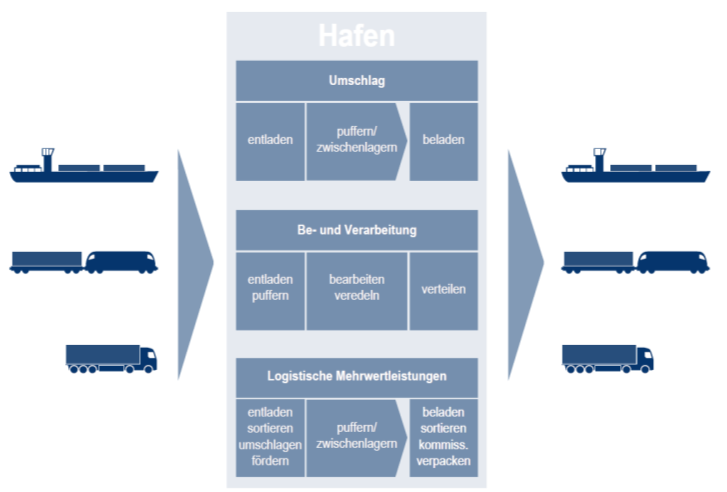 Hafen
Umschlag
entladen
puffern/
zwischenlagern
beladen
Be- und Verarbeitung
entladen
puffern
bearbeiten
veredeln
verteilen
Logistische Mehrwertleistungen
entladen
sortieren
umschlagen
fördern
puffern/
zwischenlagern
beladen
sortieren
kommiss.
verpacken